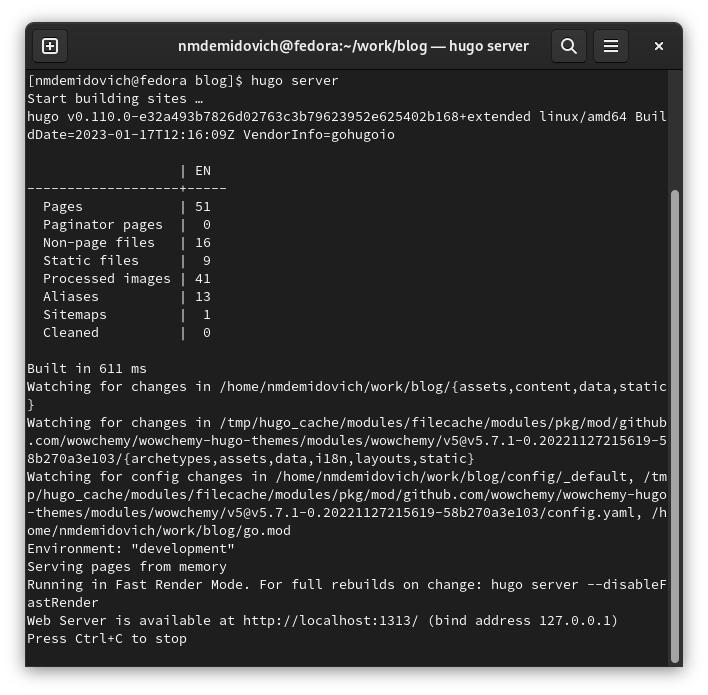 nmdemidovich@fedora:~/work/blog — hugo server
[nmdemidovich@fedora blog]$ hugo server
Start building sites …
hugo v0.110.0-e32a493b7826d02763c3b79623952e625402b168+extended linux/amd64 Buil
dDate=2023-01-17T12:16:09Z VendorInfo=gohugoio
                   | EN
-------------------+-----
  Pages            | 51
  Paginator pages  |  0
  Non-page files   | 16
  Static files     |  9
  Processed images | 41
  Aliases          | 13
  Sitemaps         |  1
  Cleaned          |  0
Built in 611 ms
Watching for changes in /home/nmdemidovich/work/blog/{assets,content,data,static
}
Watching for changes in /tmp/hugo_cache/modules/filecache/modules/pkg/mod/github
.com/wowchemy/wowchemy-hugo-themes/modules/wowchemy/v5@v5.7.1-0.20221127215619-5
8b270a3e103/{archetypes,assets,data,i18n,layouts,static}
Watching for config changes in /home/nmdemidovich/work/blog/config/_default, /tm
p/hugo_cache/modules/filecache/modules/pkg/mod/github.com/wowchemy/wowchemy-hugo
-themes/modules/wowchemy/v5@v5.7.1-0.20221127215619-58b270a3e103/config.yaml, /h
ome/nmdemidovich/work/blog/go.mod
Environment: "development"
Serving pages from memory
Running in Fast Render Mode. For full rebuilds on change: hugo server --disableF
astRender
Web Server is available at http://localhost:1313/ (bind address 127.0.0.1)
Press Ctrl+C to stop